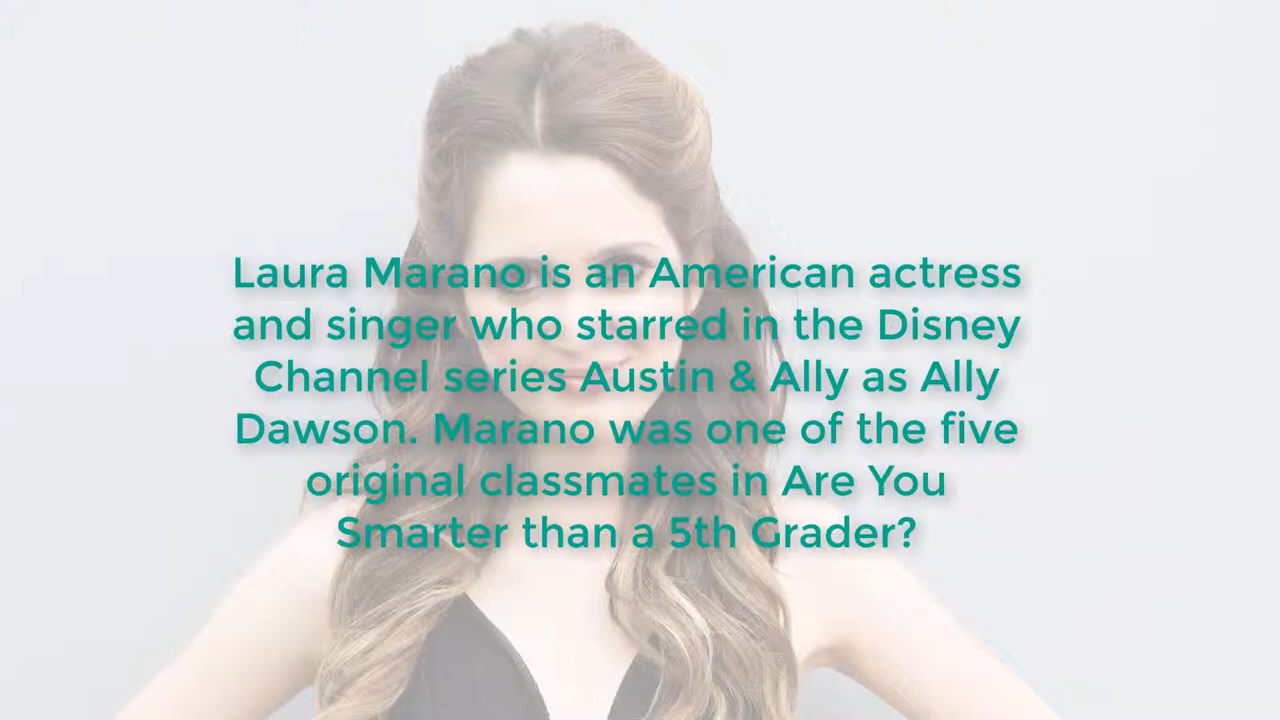 Laura Marano is an American actress
and singer who starred in the Disney
Channel series Austin & Ally as Ally
Dawson. Marano was one of the five
original classmates in Are You
Smarter than a 5th Grader?